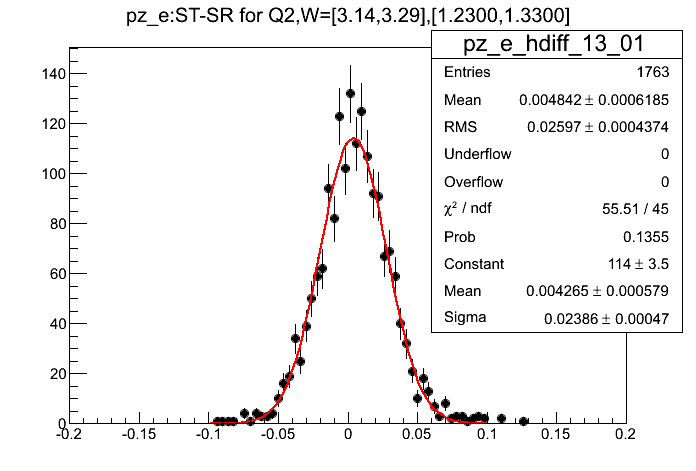 pz_e:ST-SR for Q2,W=[3.14,3.29],[1.2300,1.3300]
pz_e_hdiff_13_01
Entries 1763
Mean 0.004842 ± 0.0006185
RMS 0.02597 ± 0.0004374
Underflow 0
Overflow 0
χ² / ndf 55.51 / 45
Prob 0.1355
Constant 114 ± 3.5
Mean 0.004265 ± 0.000579
Sigma 0.02386 ± 0.00047
140
120
100
80
60
40
20
0
-0.2 -0.15 -0.1 -0.05 0 0.05 0.1 0.15 0.2